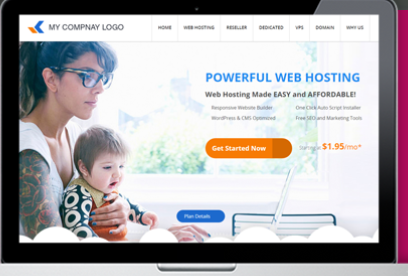 MY COMPNAY LOGO
HOME WEB HOSTING RESELLER DEDICATED VPS DOMAIN WHY US
POWERFUL WEB HOSTING
Web Hosting Made EASY and AFFORDABLE!
Responsive Website Builder One Click Auto Script Installer
WordPress & CMS Optimized Free SEO and Marketing Tools
Get Started Now Starting at $1.95/mo*
Plan Details